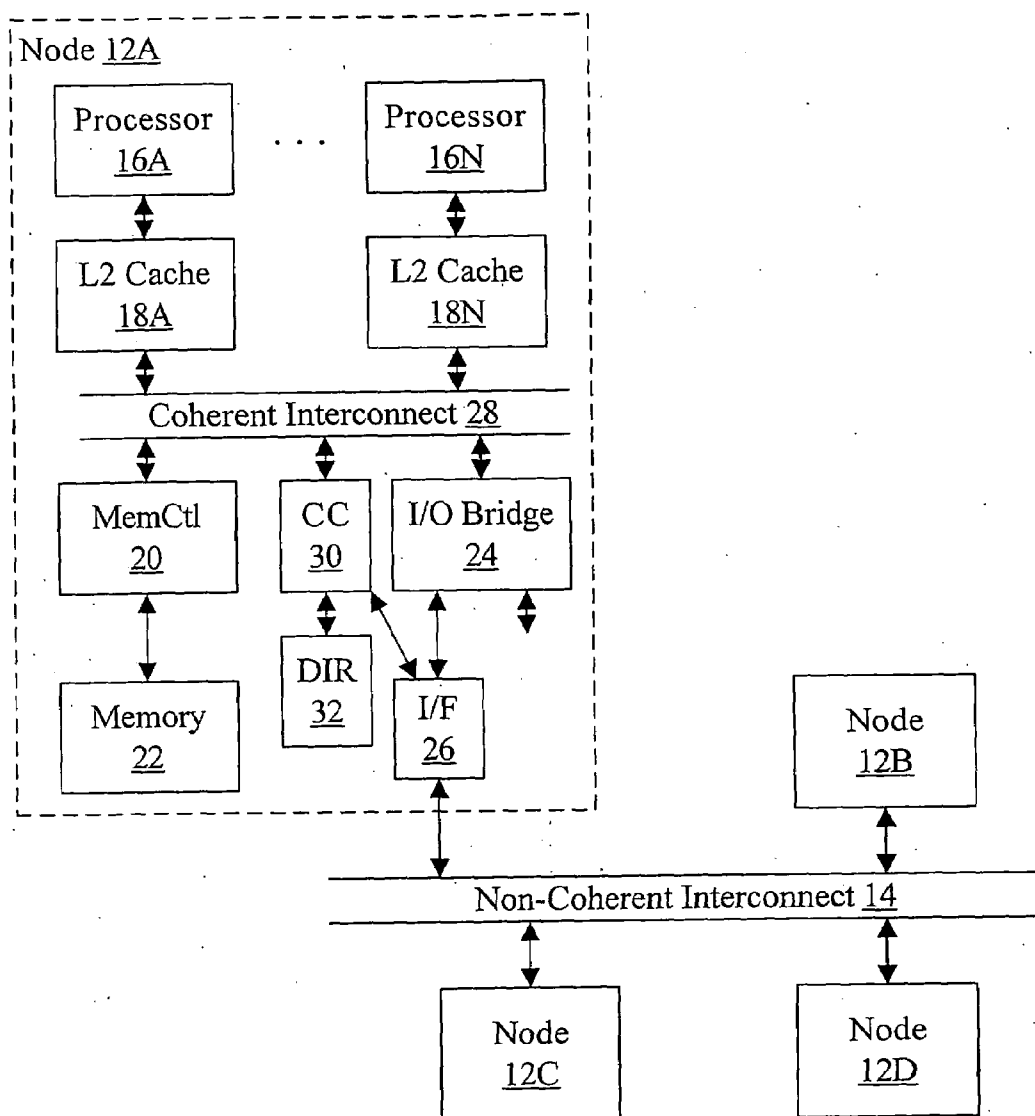 Node 12A
Processor
16A
. . .
Processor
16N
L2 Cache
18A
L2 Cache
18N
Coherent Interconnect 28
MemCtl
20
CC
30
I/O Bridge
24
Memory
22
DIR
32
I/F
26
Node
12B
Non-Coherent Interconnect 14
Node
12C
Node
12D